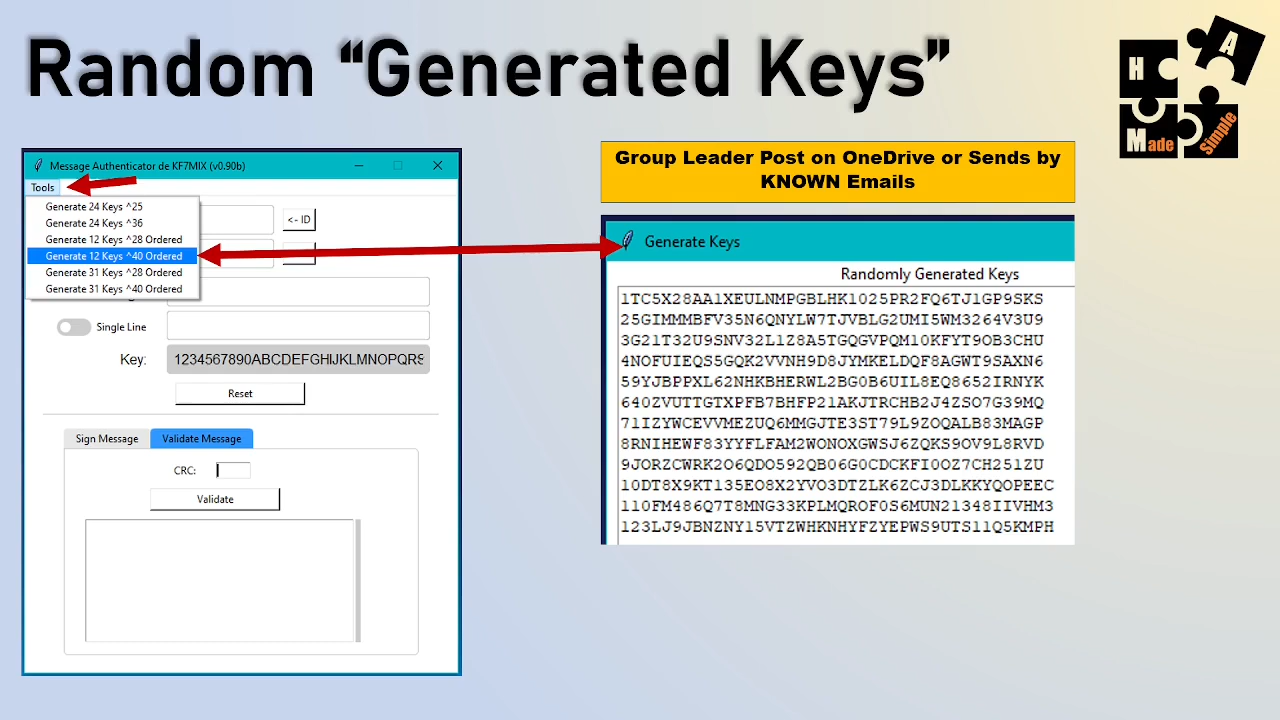 Random “Generated Keys”
H
A
Made
Simple
Message Authenticator de KF7MIX (v0.90b)
Tools
Generate 24 Keys ^25
Generate 24 Keys ^36
Generate 12 Keys ^28 Ordered
Generate 12 Keys ^40 Ordered
Generate 31 Keys ^28 Ordered
Generate 31 Keys ^40 Ordered
<- ID
Single Line
Key:
1234567890ABCDEFGHIJKLMNOPQRS
Reset
Sign Message
Validate Message
CRC:
Validate
Group Leader Post on OneDrive or Sends by
KNOWN Emails
Generate Keys
Randomly Generated Keys
1TC5X28AA1XEULNMPGBLHK1025PR2FQ6TJ1GP9SKS
25GIMMMBFV35N6QNYLW7TJVBLG2UMI5WM3264V3U9
3G21T32U9SNV32L1Z8A5TGQGVPQM10KFYT9OB3CHU
4NOFUIEQS5GQK2VVNH9D8JYMKELDQF8AGWT9SAXN6
59YJBPPXL62NHKBHERWL2BG0B6UIL8EQ8652IRNYK
640ZVUTTGTXPFB7BHFP21AKJTRCHB2J4ZSO7G39MQ
71IZYWCEVVMEZUQ6MMGJTE3ST79L9ZOQALB83MAGP
8RNIHEWF83YYFLFAM2WONOXGWSJ6ZQKS9OV9L8RVD
9JORZCWRK2O6QDO592QB06G0CDCKFI0OZ7CH251ZU
10DT8X9KT135EO8X2YVO3DTZLK6ZCJ3DLKKYQOPEEC
110FM486Q7T8MNG33KPLMQROF0S6MUN21348IIVHM3
123LJ9JBNZNY15VTZWHKNHYFZYEPWS9UTS11Q5KMPH